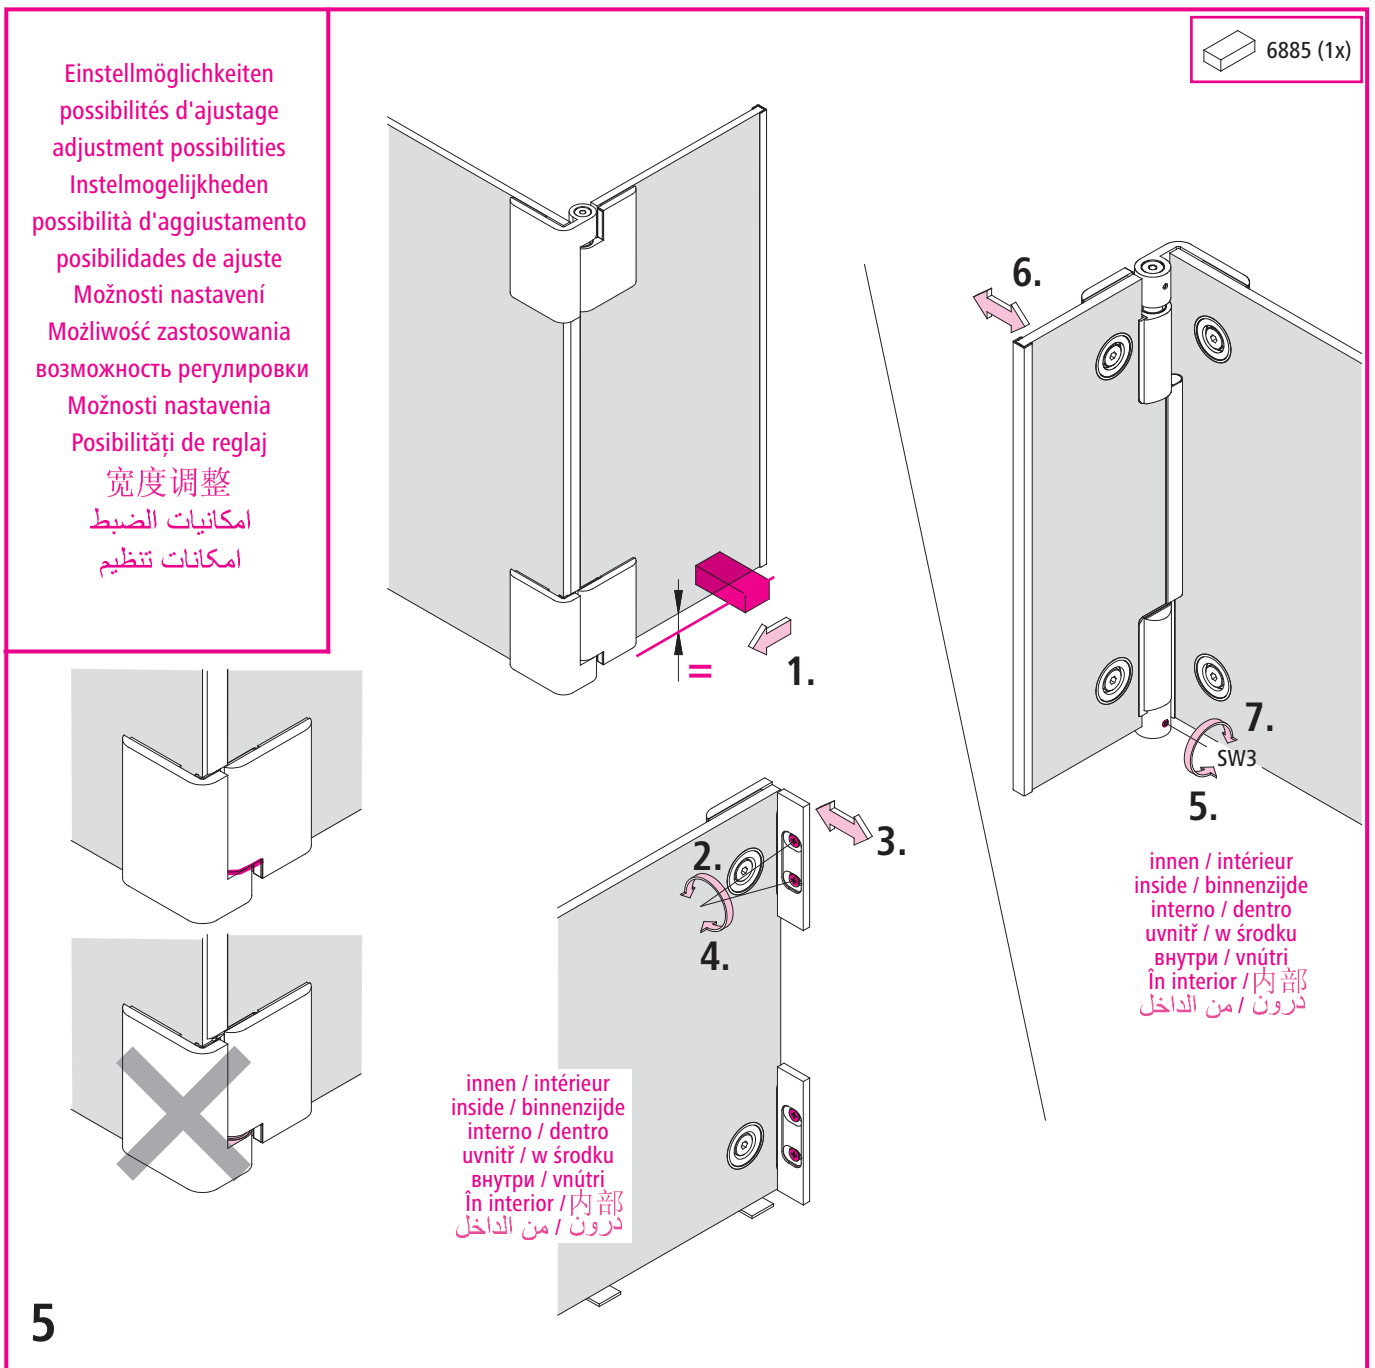 Einstellmöglichkeiten
possibilités d'ajustage
adjustment possibilities
Instelmogelijkheden
possibilità d'aggiustamento
posibilidades de ajuste
Možnosti nastavení
Możliwość zastosowania
возможность регулировки
Možnosti nastavenia
Posibilități de reglaj
宽度调整
امكانيات الضبط
امكانات تنظيم
6885 (1x)
=
1.
6.
7.
SW3
5.
innen / intérieur
inside / binnenzijde
interno / dentro
uvnitř / w środku
внутри / vnútri
În interior / 内部
درون / من الداخل
2.
3.
4.
innen / intérieur
inside / binnenzijde
interno / dentro
uvnitř / w środku
внутри / vnútri
În interior / 内部
درون / من الداخل
5